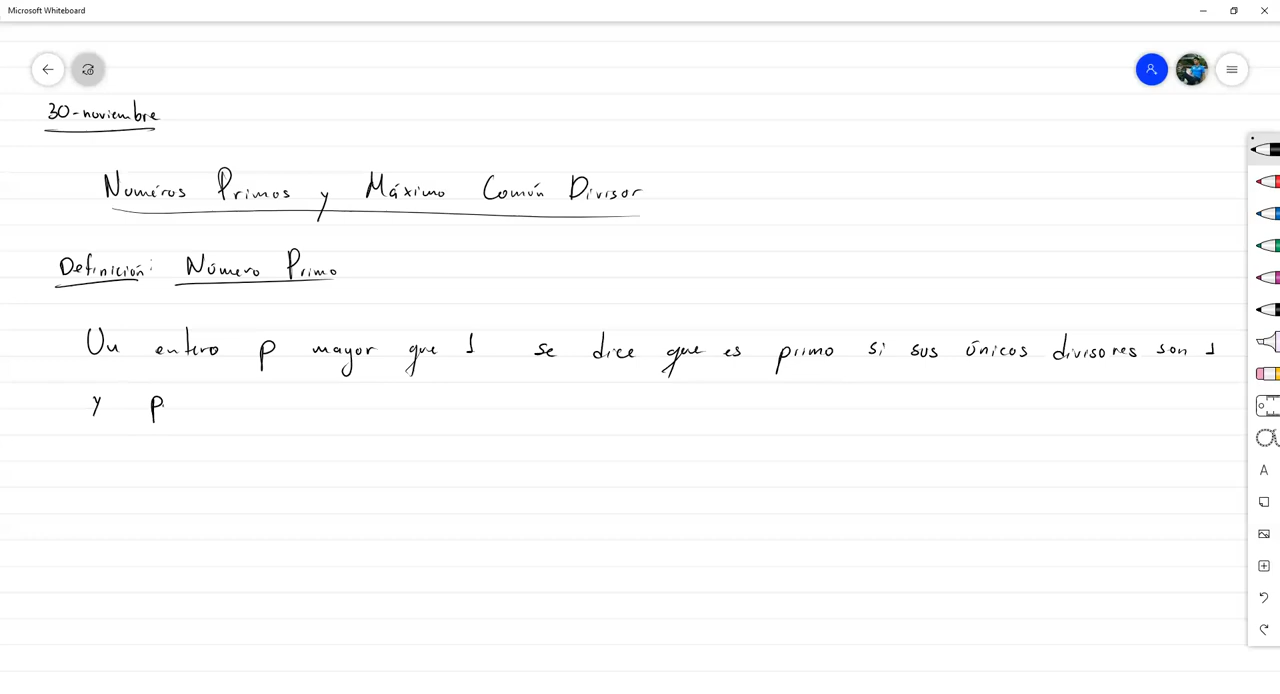 Microsoft Whiteboard
30-noviembre
Numéros Primos y Máximo Común Divisor
Definición: Número Primo
Un entero p mayor que 1 se dice que es primo si sus únicos divisores son 1
y p
A